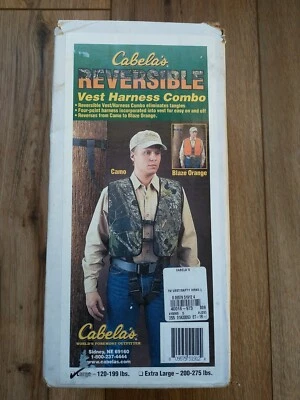 Cabela's
REVERSIBLE
Vest Harness Combo
• Reversible Vest/Harness Combo eliminates tangles
• Four-point harness incorporated into vest for easy on and off
• Reverses from Camo to Blaze Orange.
Camo
Blaze Orange
CABELA'S
Cabela's
WORLD'S FOREMOST OUTFITTER
Sidney, NE 69160
1-800-237-4444
www.cabelas.com
Large - 120-199 lbs.
Extra Large - 200-275 lbs.